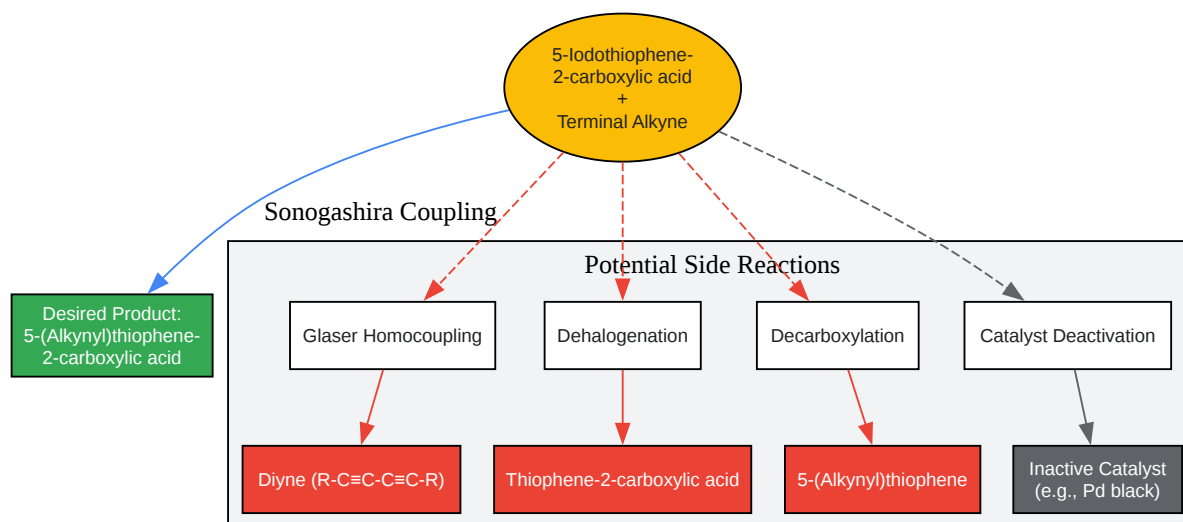 5-Iodothiophene-
2-carboxylic acid
+
Terminal Alkyne
Sonogashira Coupling
Potential Side Reactions
Desired Product:
5-(Alkynyl)thiophene-
2-carboxylic acid
Glaser Homocoupling
Dehalogenation
Decarboxylation
Catalyst Deactivation
Diyne (R-C≡C-C≡C-R)
Thiophene-2-carboxylic acid
5-(Alkynyl)thiophene
Inactive Catalyst
(e.g., Pd black)